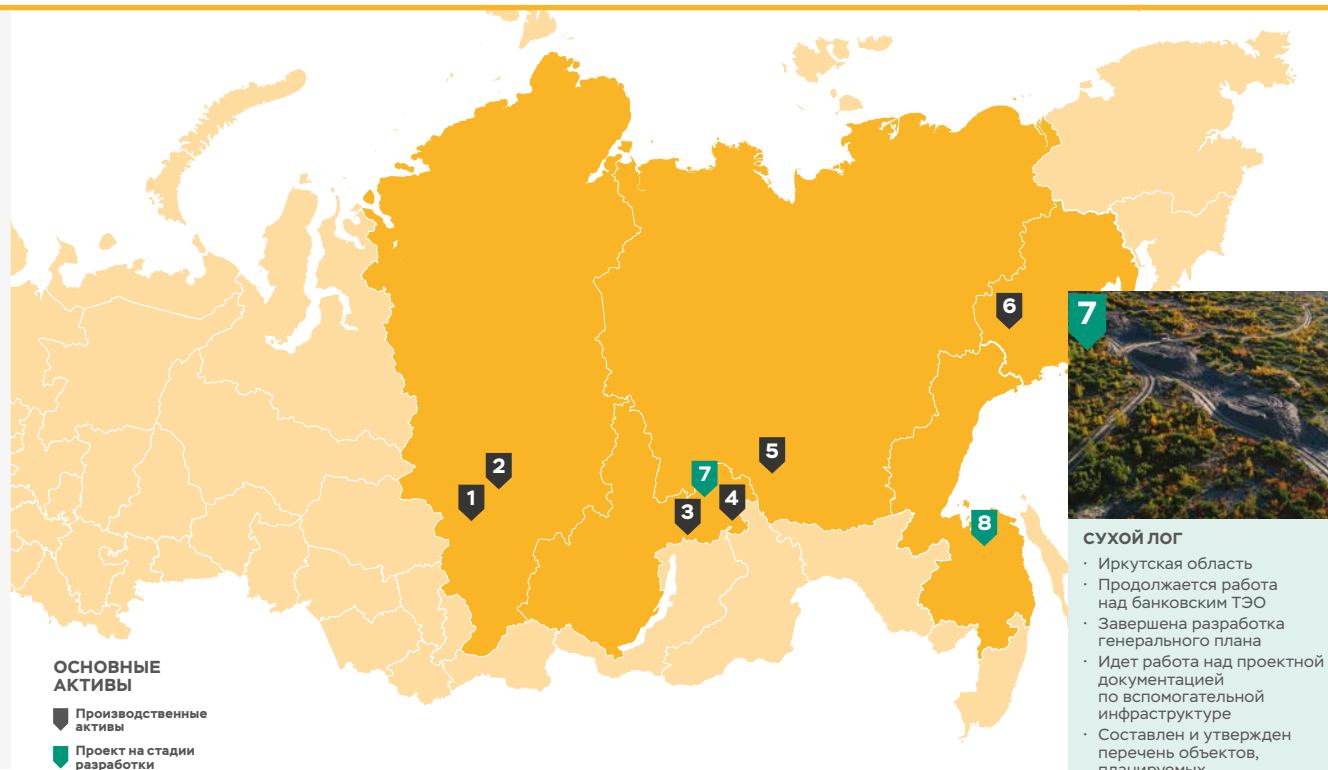 6
7
2
5
1
7
4
3
8
СУХОЙ ЛОГ
· Иркутская область
· Продолжается работа
над банковским ТЭО
· Завершена разработка
генерального плана
· Идет работа над проектной
документацией
по вспомогательной
инфраструктуре
· Составлен и утвержден
перечень объектов,
планируемых
ОСНОВНЫЕ
АКТИВЫ
Производственные
активы
Проект на стадии
разработки